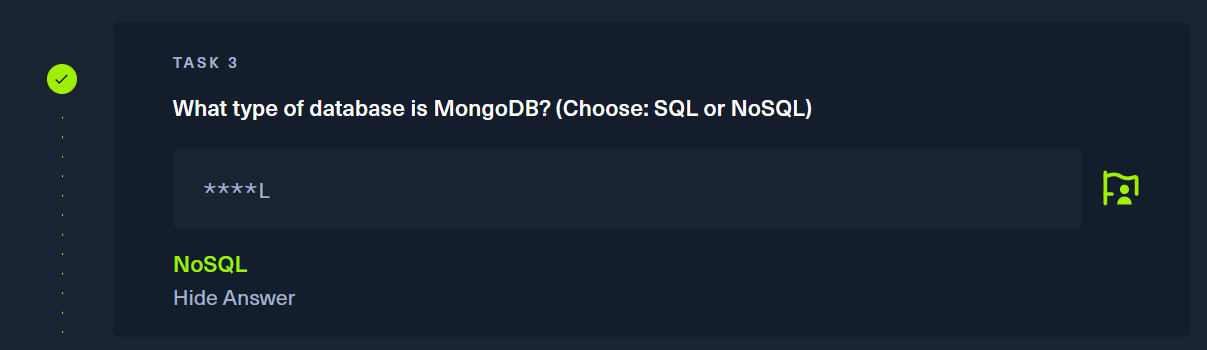 TASK 3
What type of database is MongoDB? (Choose: SQL or NoSQL)
****L
NoSQL
Hide Answer